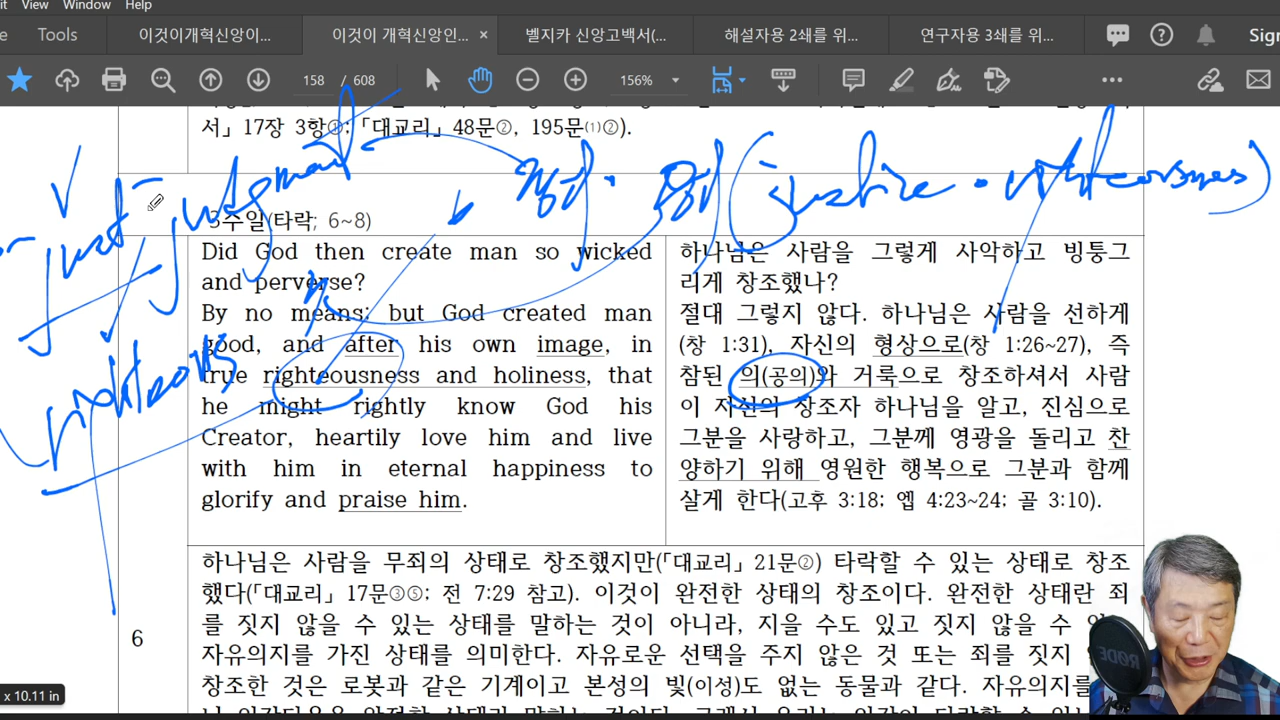 it View Window Help
e Tools 이것이개혁신앙이... 이것이 개혁신앙인... × 벨지카 신앙고백서(... 해설자용 2쇄를 위... 연구자용 3쇄를 위... Sign
158 / 608 156%
서」 17장 3항①: 「대교리」 48문②, 195문⑴②).
just judgment 정의·공의(justice·righteousness)
3주일(타락; 6~8)
Did God then create man so wicked
and perverse?
By no means; but God created man
good, and after his own image, in
true righteousness and holiness, that
he might rightly know God his
Creator, heartily love him and live
with him in eternal happiness to
glorify and praise him.
righteous
하나님은 사람을 그렇게 사악하고 빙퉁그
리게 창조했나?
절대 그렇지 않다. 하나님은 사람을 선하게
(창 1:31), 자신의 형상으로(창 1:26~27), 즉
참된 의(공의)와 거룩으로 창조하셔서 사람
이 자신의 창조자 하나님을 알고, 진심으로
그분을 사랑하고, 그분께 영광을 돌리고 찬
양하기 위해 영원한 행복으로 그분과 함께
살게 한다(고후 3:18; 엡 4:23~24; 골 3:10).
6
하나님은 사람을 무죄의 상태로 창조했지만(「대교리」 21문②) 타락할 수 있는 상태로 창조
했다(「대교리」 17문③⑤: 전 7:29 참고). 이것이 완전한 상태의 창조이다. 완전한 상태란 죄
를 짓지 않을 수 있는 상태를 말하는 것이 아니라, 지을 수도 있고 짓지 않을 수
자유의지를 가진 상태를 의미한다. 자유로운 선택을 주지 않은 것 또는 죄를 짓지
창조한 것은 로봇과 같은 기계이고 본성의 빛(이성)도 없는 동물과 같다. 자유의지를
x 10.11 in
RODE